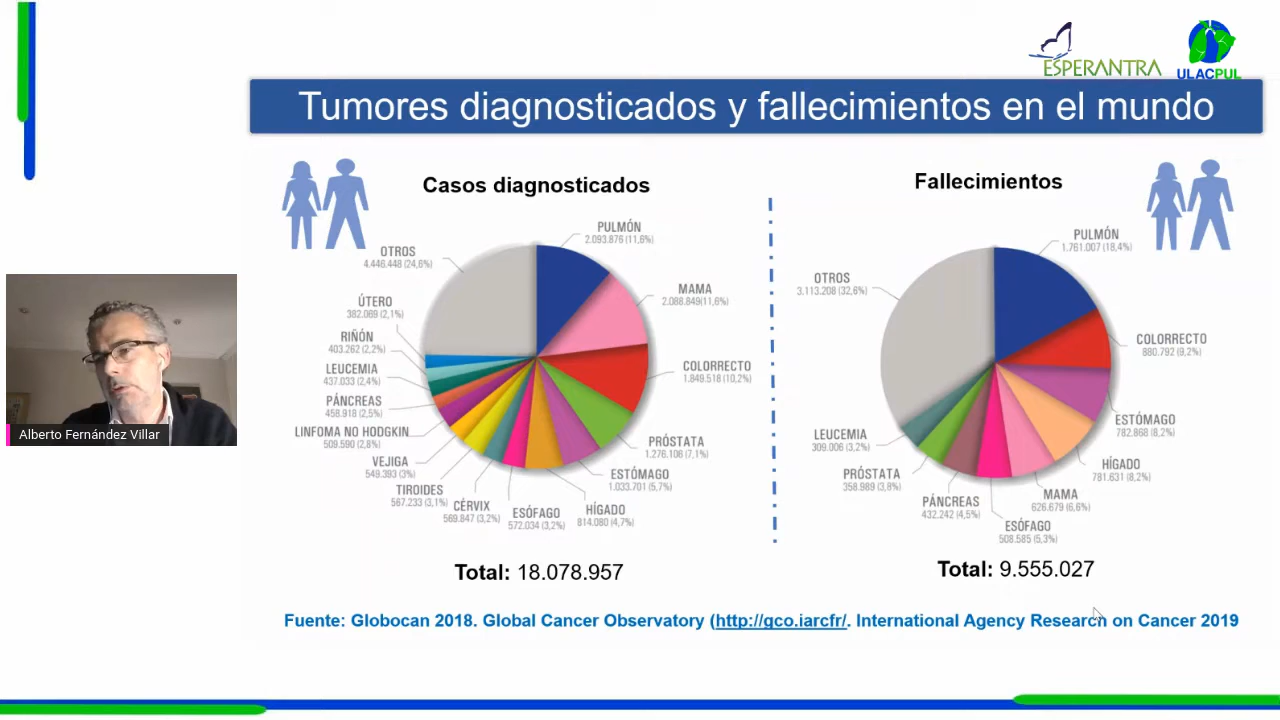 ESPERANTRA
ULACPUL
Tumores diagnosticados y fallecimientos en el mundo
Casos diagnosticados
PULMÓN
2.093.876 (11,6%)
MAMA
2.088.849(11,6%)
COLORRECTO
1.849.518 (10,2%)
PRÓSTATA
1.276.106 (7,1%)
ESTÓMAGO
1.033.701 (5,7%)
HÍGADO
814.080 (4,7%)
ESÓFAGO
572.034 (3,2%)
CÉRVIX
569.847 (3,2%)
TIROIDES
567.233 (3,1%)
VEJIGA
549.393 (3%)
LINFOMA NO HODGKIN
509.590 (2,8%)
PÁNCREAS
458.918 (2,5%)
LEUCEMIA
437.033 (2,4%)
RIÑÓN
403.262 (2,2%)
ÚTERO
382.069 (2,1%)
OTROS
4.446.448 (24,6%)
Total: 18.078.957
Fallecimientos
PULMÓN
1.761.007 (18,4%)
COLORRECTO
880.792 (9,2%)
ESTÓMAGO
782.868 (8,2%)
HÍGADO
781.631 (8,2%)
MAMA
626.679 (6,6%)
ESÓFAGO
508.585 (5,3%)
PÁNCREAS
432.242 (4,5%)
PRÓSTATA
358.989 (3,8%)
LEUCEMIA
309.006 (3,2%)
OTROS
3.113.208 (32,6%)
Total: 9.555.027
Alberto Fernández Villar
Fuente: Globocan 2018. Global Cancer Observatory (http://gco.iarcfr/. International Agency Research on Cancer 2019